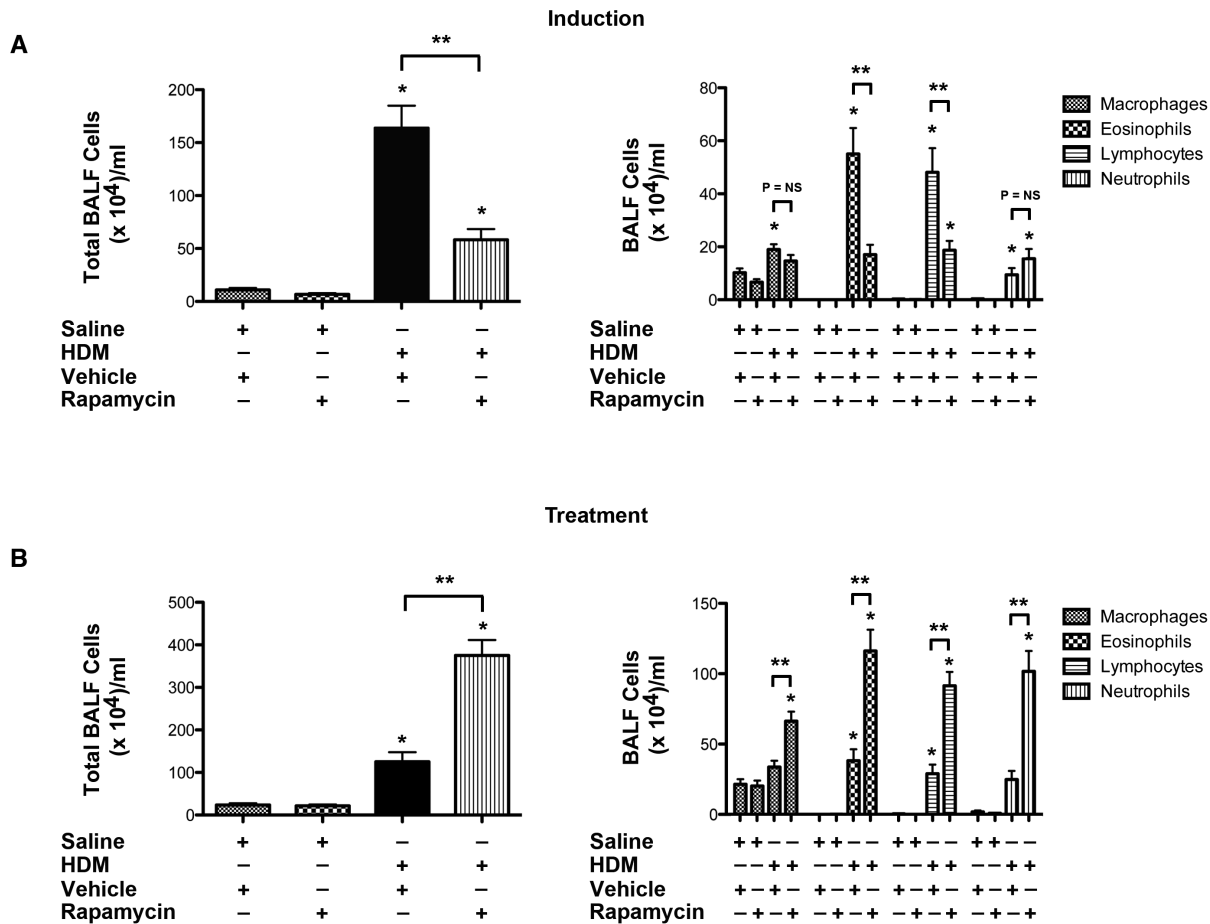 Induction
A
Total BALF Cells
(x 10⁴)/ml
200
150
100
50
0
*
**
*
Saline + + – –
HDM – – + +
Vehicle + – + –
Rapamycin – + – +
BALF Cells
(x 10⁴)/ml
80
60
40
20
0
P = NS
*
**
*
**
*
*
P = NS
*
*
Macrophages
Eosinophils
Lymphocytes
Neutrophils
Saline + + – – + + – – + + – – + + – –
HDM – – + + – – + + – – + + – – + +
Vehicle + – + – + – + – + – + – + – + –
Rapamycin – + – + – + – + – + – + – + – +
Treatment
B
Total BALF Cells
(x 10⁴)/ml
500
400
300
200
100
0
**
*
*
Saline + + – –
HDM – – + +
Vehicle + – + –
Rapamycin – + – +
BALF Cells
(x 10⁴)/ml
150
100
50
0
**
*
**
*
*
**
*
*
**
*
Macrophages
Eosinophils
Lymphocytes
Neutrophils
Saline + + – – + + – – + + – – + + – –
HDM – – + + – – + + – – + + – – + +
Vehicle + – + – + – + – + – + – + – + –
Rapamycin – + – + – + – + – + – + – + – +